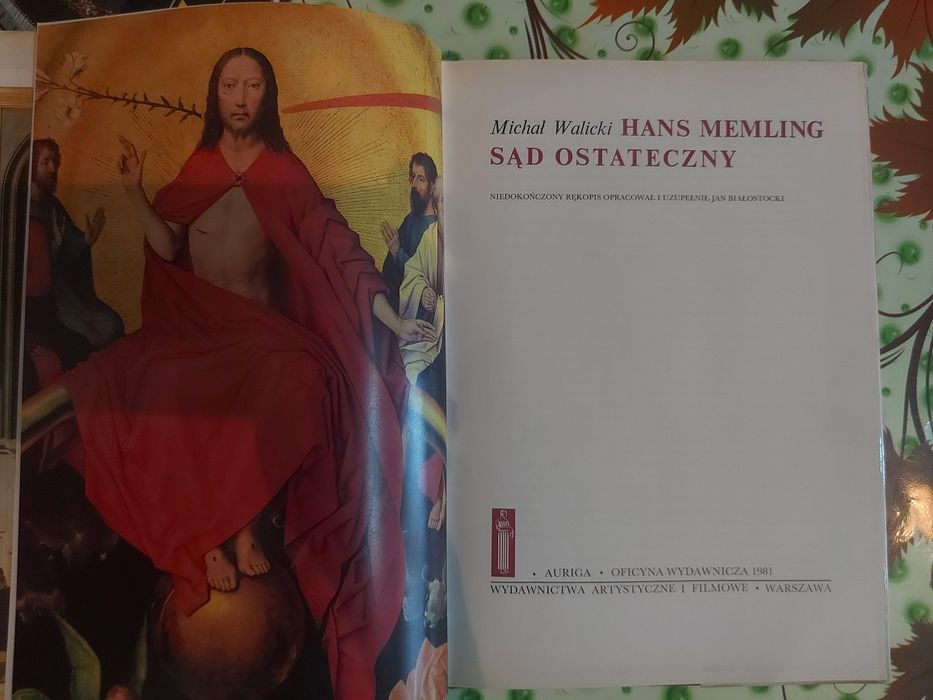 Michał Walicki HANS MEMLING
SĄD OSTATECZNY
NIEDOKOŃCZONY RĘKOPIS OPRACOWAŁ I UZUPEŁNIŁ JAN BIAŁOSTOCKI
• AURIGA • OFICYNA WYDAWNICZA 1981
WYDAWNICTWA ARTYSTYCZNE I FILMOWE • WARSZAWA